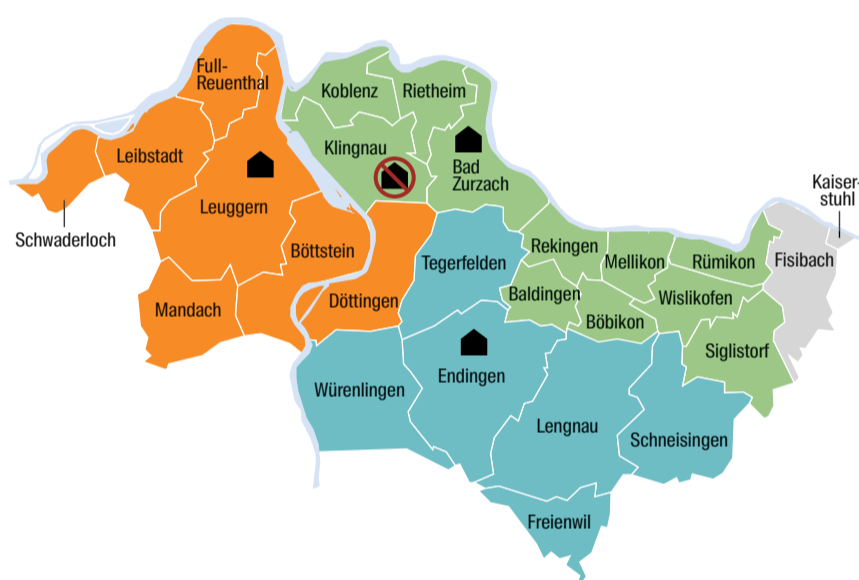 Full-
Reuenthal
Koblenz
Rietheim
Klingnau
Leibstadt
Bad
Zurzach
Kaiser-
stuhl
Leuggern
Schwaderloch
Böttstein
Tegerfelden
Rekingen
Mellikon
Rümikon
Fisibach
Mandach
Döttingen
Baldingen
Böbikon
Wislikofen
Siglistorf
Würenlingen
Endingen
Lengnau
Schneisingen
Freienwil